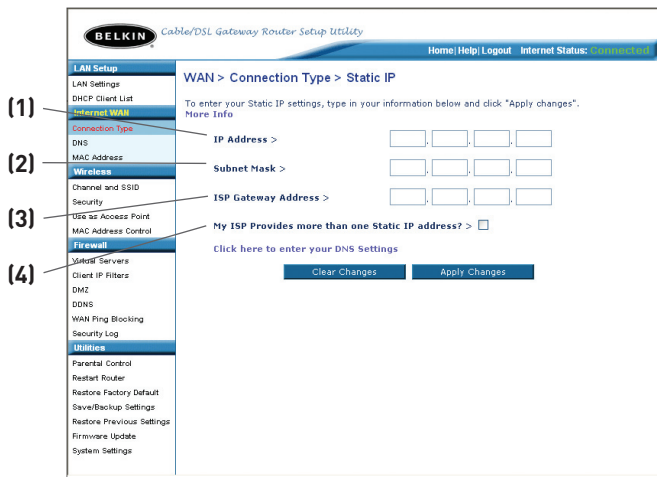 BELKIN
Cable/DSL Gateway Router Setup Utility
Home|Help|Logout Internet Status: Connected
LAN Setup
LAN Settings
DHCP Client List
Internet WAN
Connection Type
DNS
MAC Address
Wireless
Channel and SSID
Security
Use as Access Point
MAC Address Control
Firewall
Virtual Servers
Client IP Filters
DMZ
DDNS
WAN Ping Blocking
Security Log
Utilities
Parental Control
Restart Router
Restore Factory Default
Save/Backup Settings
Restore Previous Settings
Firmware Update
System Settings
WAN > Connection Type > Static IP
To enter your Static IP settings, type in your information below and click "Apply changes".
More Info
(1)
IP Address >
(2)
Subnet Mask >
(3)
ISP Gateway Address >
(4)
My ISP Provides more than one Static IP address? >
Click here to enter your DNS Settings
Clear Changes
Apply Changes